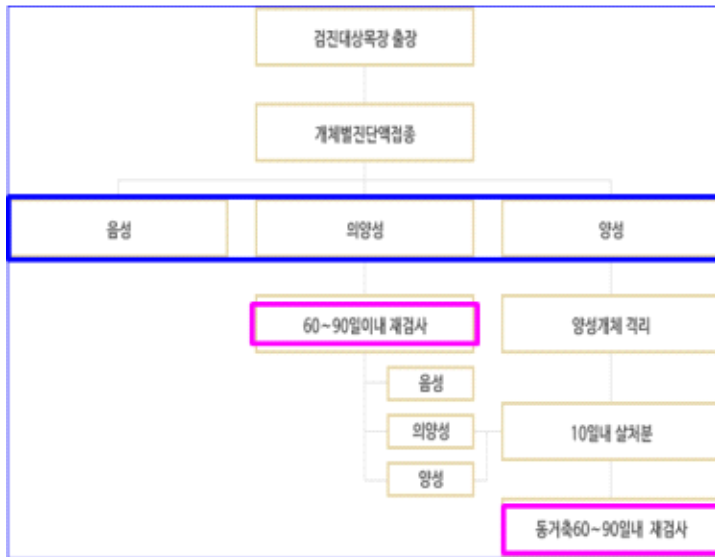 검진대상목장 출장
개체별진단액접종
음성
의양성
양성
60~90일이내 재검사
양성개체 격리
음성
의양성
10일내 살처분
양성
동거축60~90일내 재검사